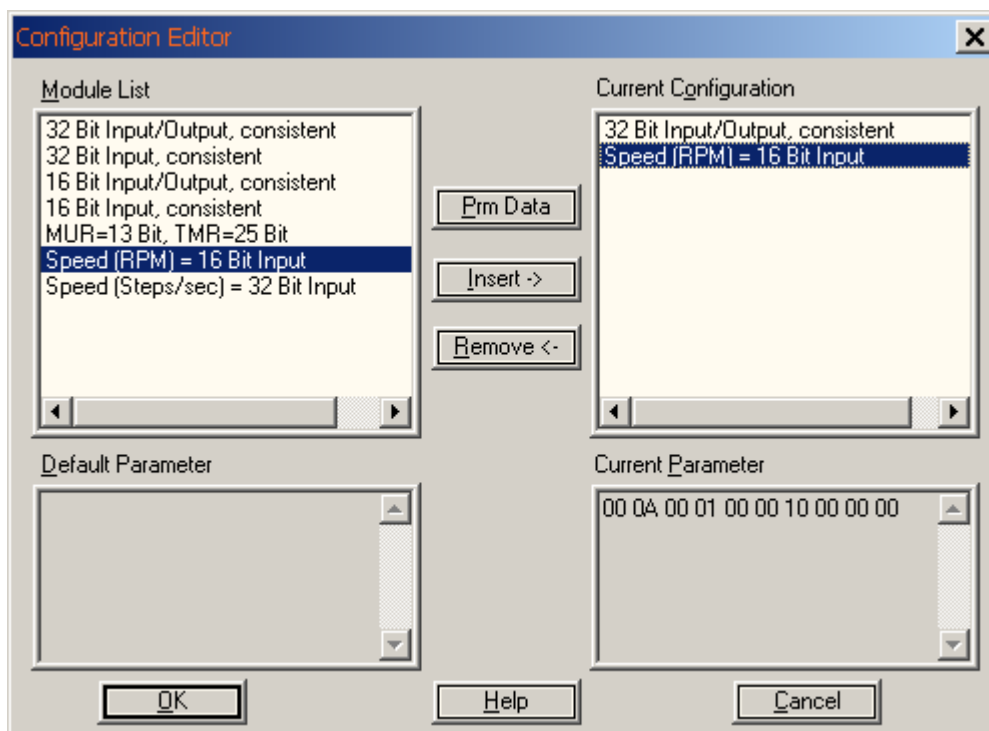 Configuration Editor
Module List
32 Bit Input/Output, consistent
32 Bit Input, consistent
16 Bit Input/Output, consistent
16 Bit Input, consistent
MUR=13 Bit, TMR=25 Bit
Speed (RPM) = 16 Bit Input
Speed (Steps/sec) = 32 Bit Input
Prm Data
Insert ->
Remove <-
Current Configuration
32 Bit Input/Output, consistent
Speed (RPM) = 16 Bit Input
Default Parameter
Current Parameter
00 0A 00 01 00 00 10 00 00 00
OK
Help
Cancel